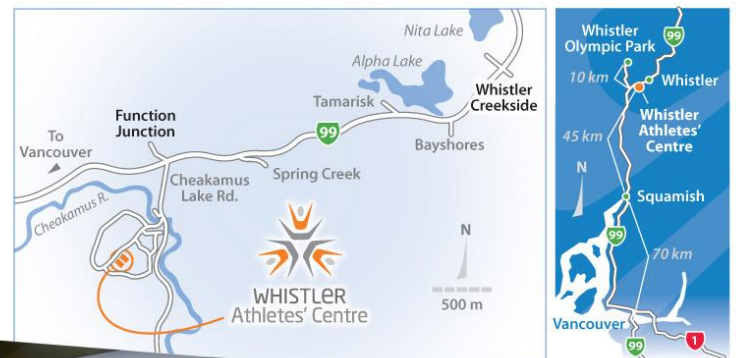 Nita Lake
Alpha Lake
Tamarisk
Whistler
Creekside
Function
Junction
99
Bayshores
To
Vancouver
Cheakamus
Lake Rd.
Spring Creek
Cheakamus R.
N
500 m
WHISTLER
Athletes' Centre
Whistler
Olympic Park
99
10 km
Whistler
Whistler
Athletes'
Centre
45 km
N
Squamish
99
70 km
Vancouver
1
99